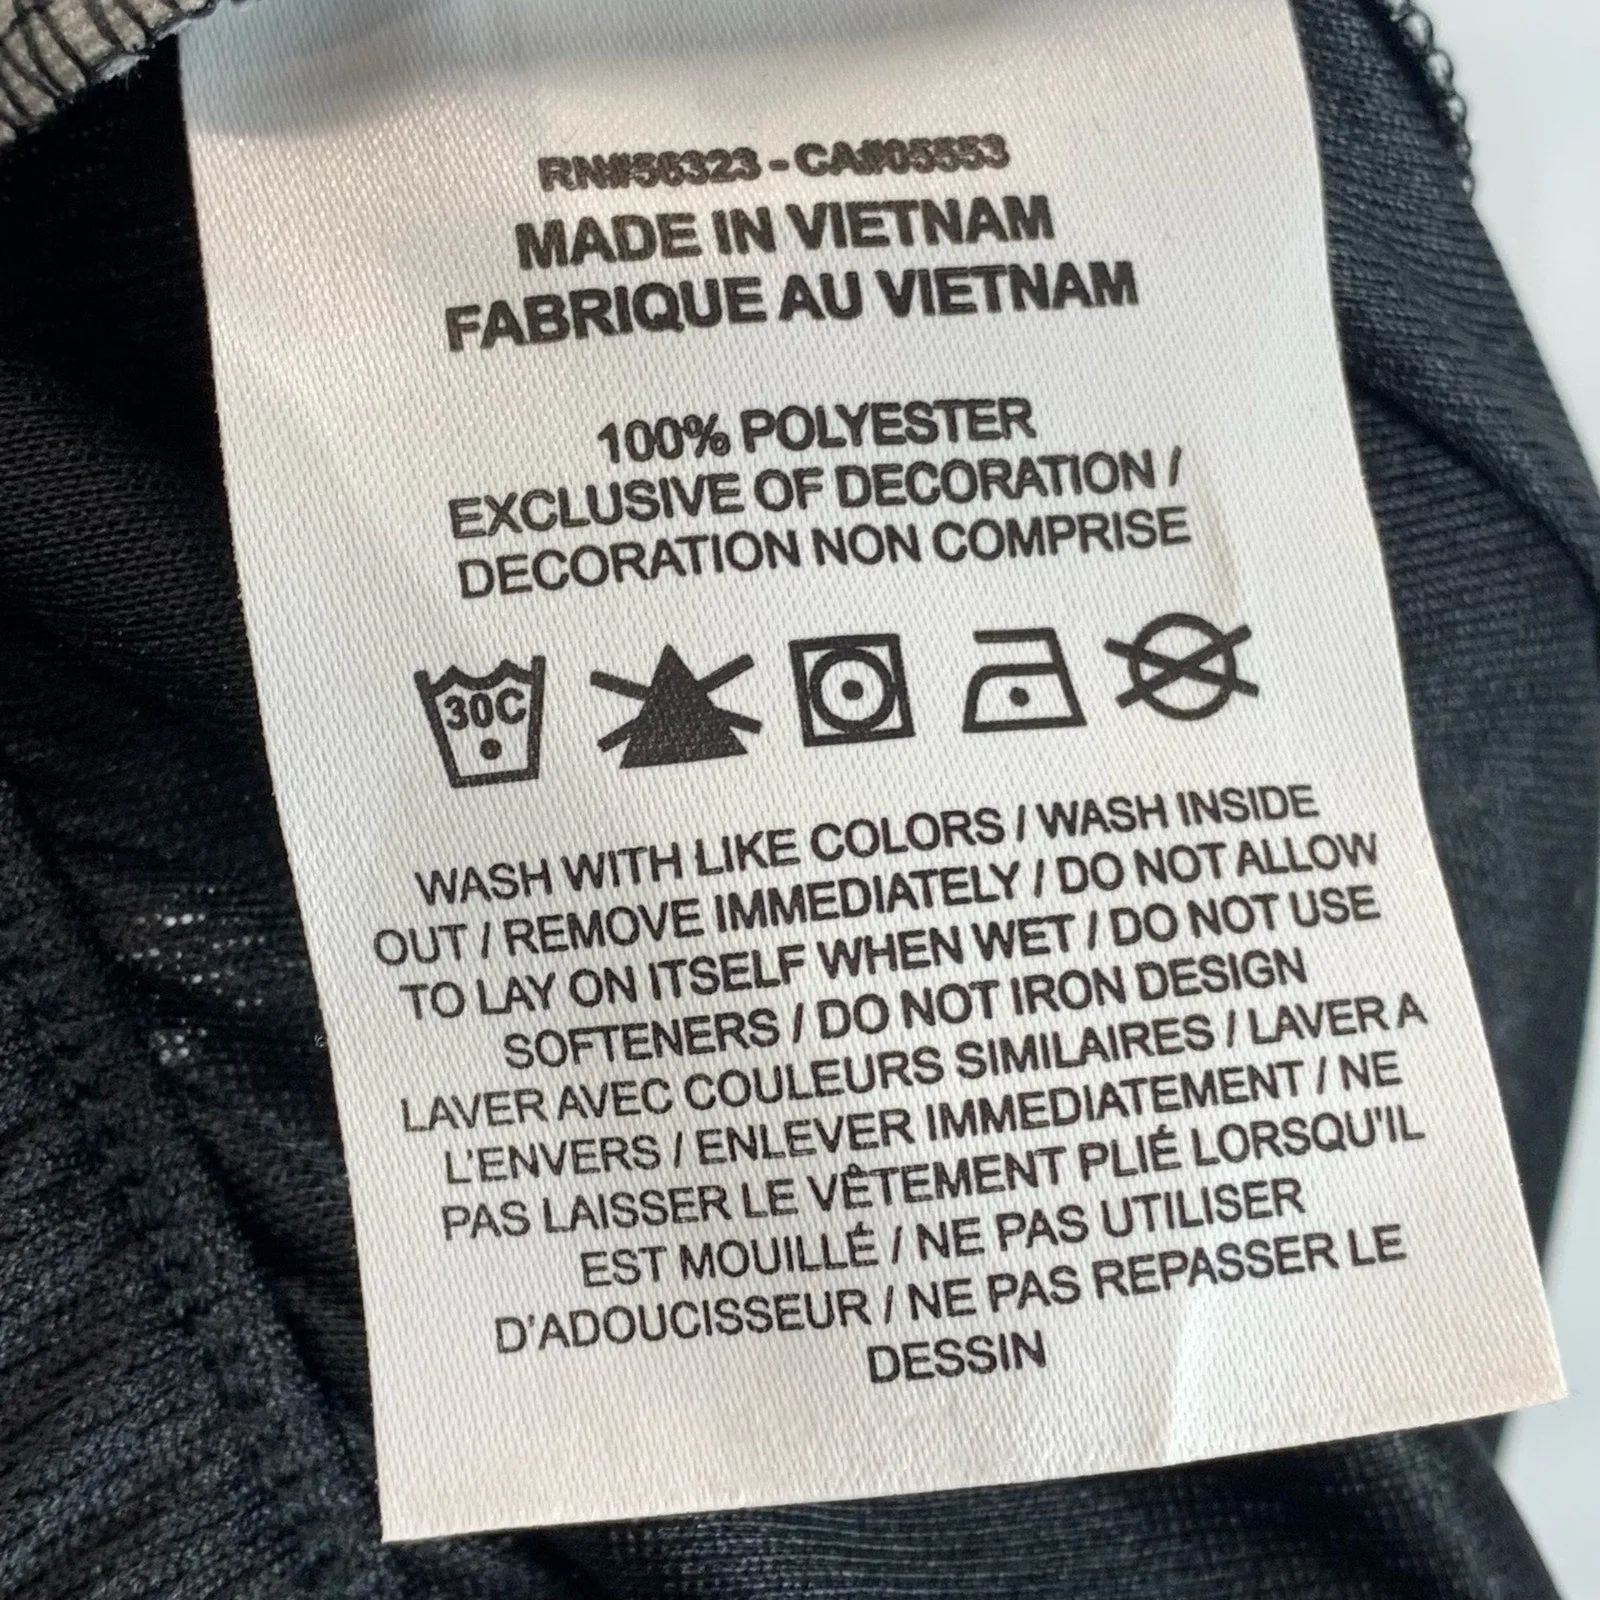 RN#56323 - CA#05553
MADE IN VIETNAM
FABRIQUE AU VIETNAM
100% POLYESTER
EXCLUSIVE OF DECORATION /
DECORATION NON COMPRISE
30C
WASH WITH LIKE COLORS / WASH INSIDE
OUT / REMOVE IMMEDIATELY / DO NOT ALLOW
TO LAY ON ITSELF WHEN WET / DO NOT USE
SOFTENERS / DO NOT IRON DESIGN
LAVER AVEC COULEURS SIMILAIRES / LAVER A
L'ENVERS / ENLEVER IMMEDIATEMENT / NE
PAS LAISSER LE VÊTEMENT PLIÉ LORSQU'IL
EST MOUILLÉ / NE PAS UTILISER
D'ADOUCISSEUR / NE PAS REPASSER LE
DESSIN